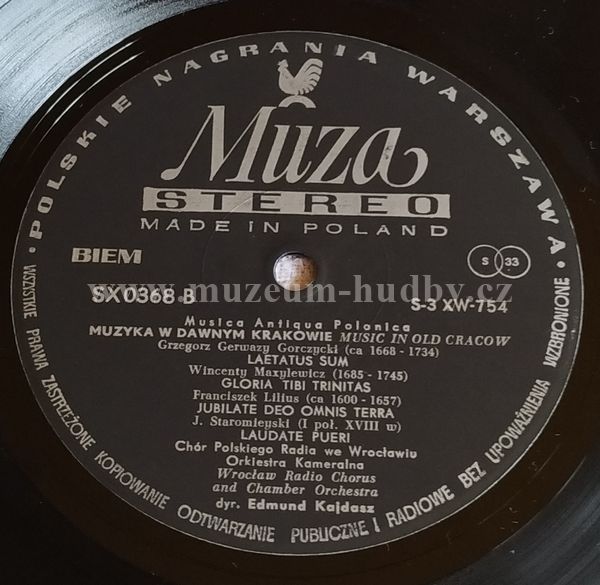 • POLSKIE NAGRANIA WARSZAWA •
Muza
STEREO
MADE IN POLAND
BIEM
S 33
SX 0368 B
S-3 XW-754
www.muzeum-hudby.cz
Musica Antiqua Polonica
MUZYKA W DAWNYM KRAKOWIE MUSIC IN OLD CRACOW
Grzegorz Gerwazy Gorczycki (ca 1668 - 1734)
LAETATUS SUM
Wincenty Maxylewicz (1685 - 1745)
GLORIA TIBI TRINITAS
Franciszek Lilius (ca 1600 - 1657)
JUBILATE DEO OMNIS TERRA
J. Staromieyski (I poł. XVIII w)
LAUDATE PUERI
Chór Polskiego Radia we Wrocławiu
Orkiestra Kameralna
Wrocław Radio Chorus
and Chamber Orchestra
dyr. Edmund Kajdasz
WSZYSTKIE PRAWA ZASTRZEŻONE KOPIOWANIE ODTWARZANIE PUBLICZNE I RADIOWE BEZ UPOWAŻNIENIA WZBRONIONE